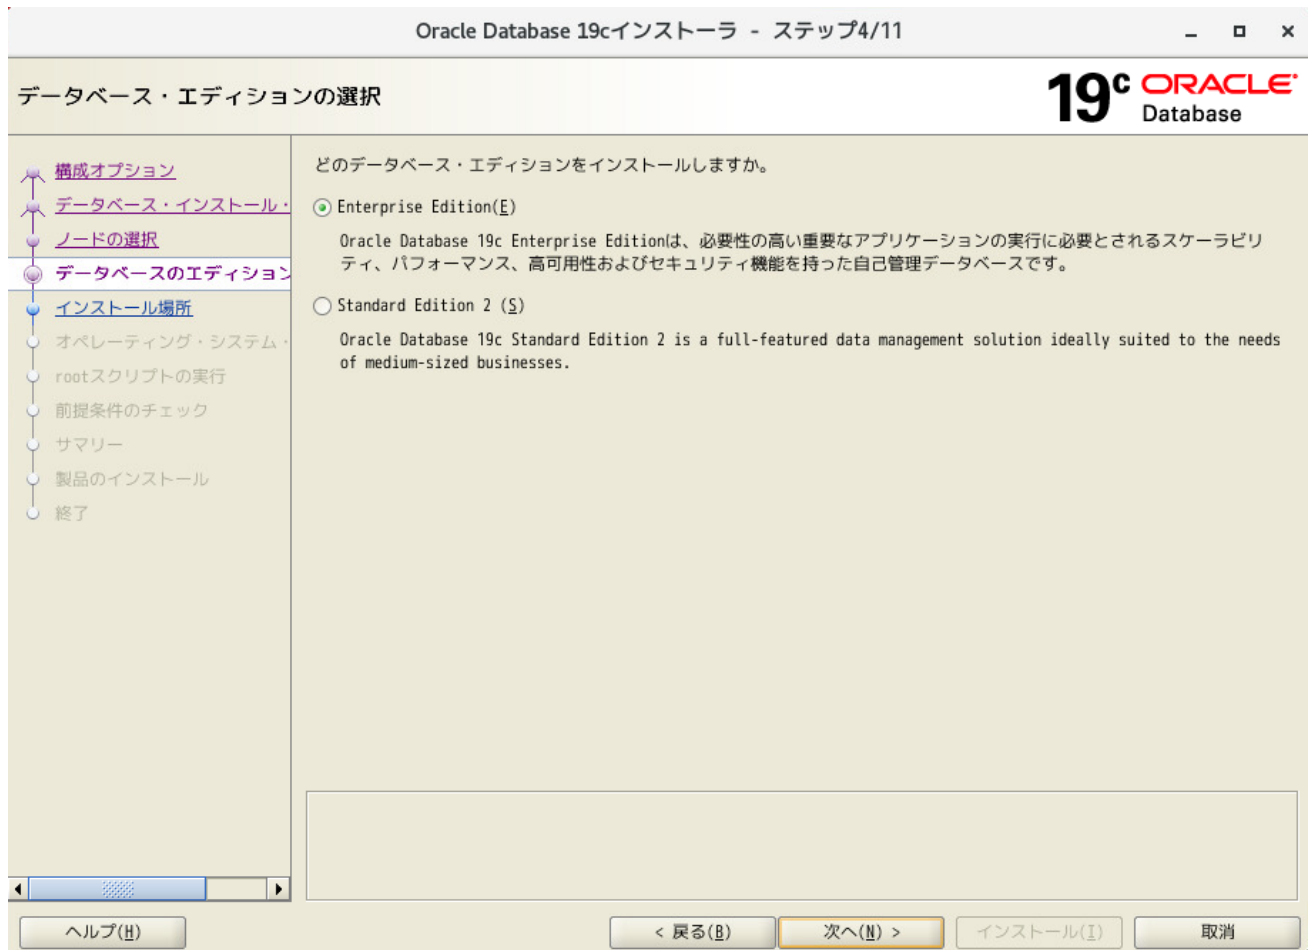 Oracle Database 19cインストーラ - ステップ4/11
データベース・エディションの選択
19c ORACLE
Database
構成オプション
データベース・インストール・
ノードの選択
データベースのエディション
インストール場所
オペレーティング・システム・
rootスクリプトの実行
前提条件のチェック
サマリー
製品のインストール
終了
どのデータベース・エディションをインストールしますか。
Enterprise Edition(E)
Oracle Database 19c Enterprise Editionは、必要性の高い重要なアプリケーションの実行に必要とされるスケーラビリ
ティ、パフォーマンス、高可用性およびセキュリティ機能を持った自己管理データベースです。
Standard Edition 2 (S)
Oracle Database 19c Standard Edition 2 is a full-featured data management solution ideally suited to the needs
of medium-sized businesses.
ヘルプ(H)
< 戻る(B)
次へ(N) >
インストール(I)
取消